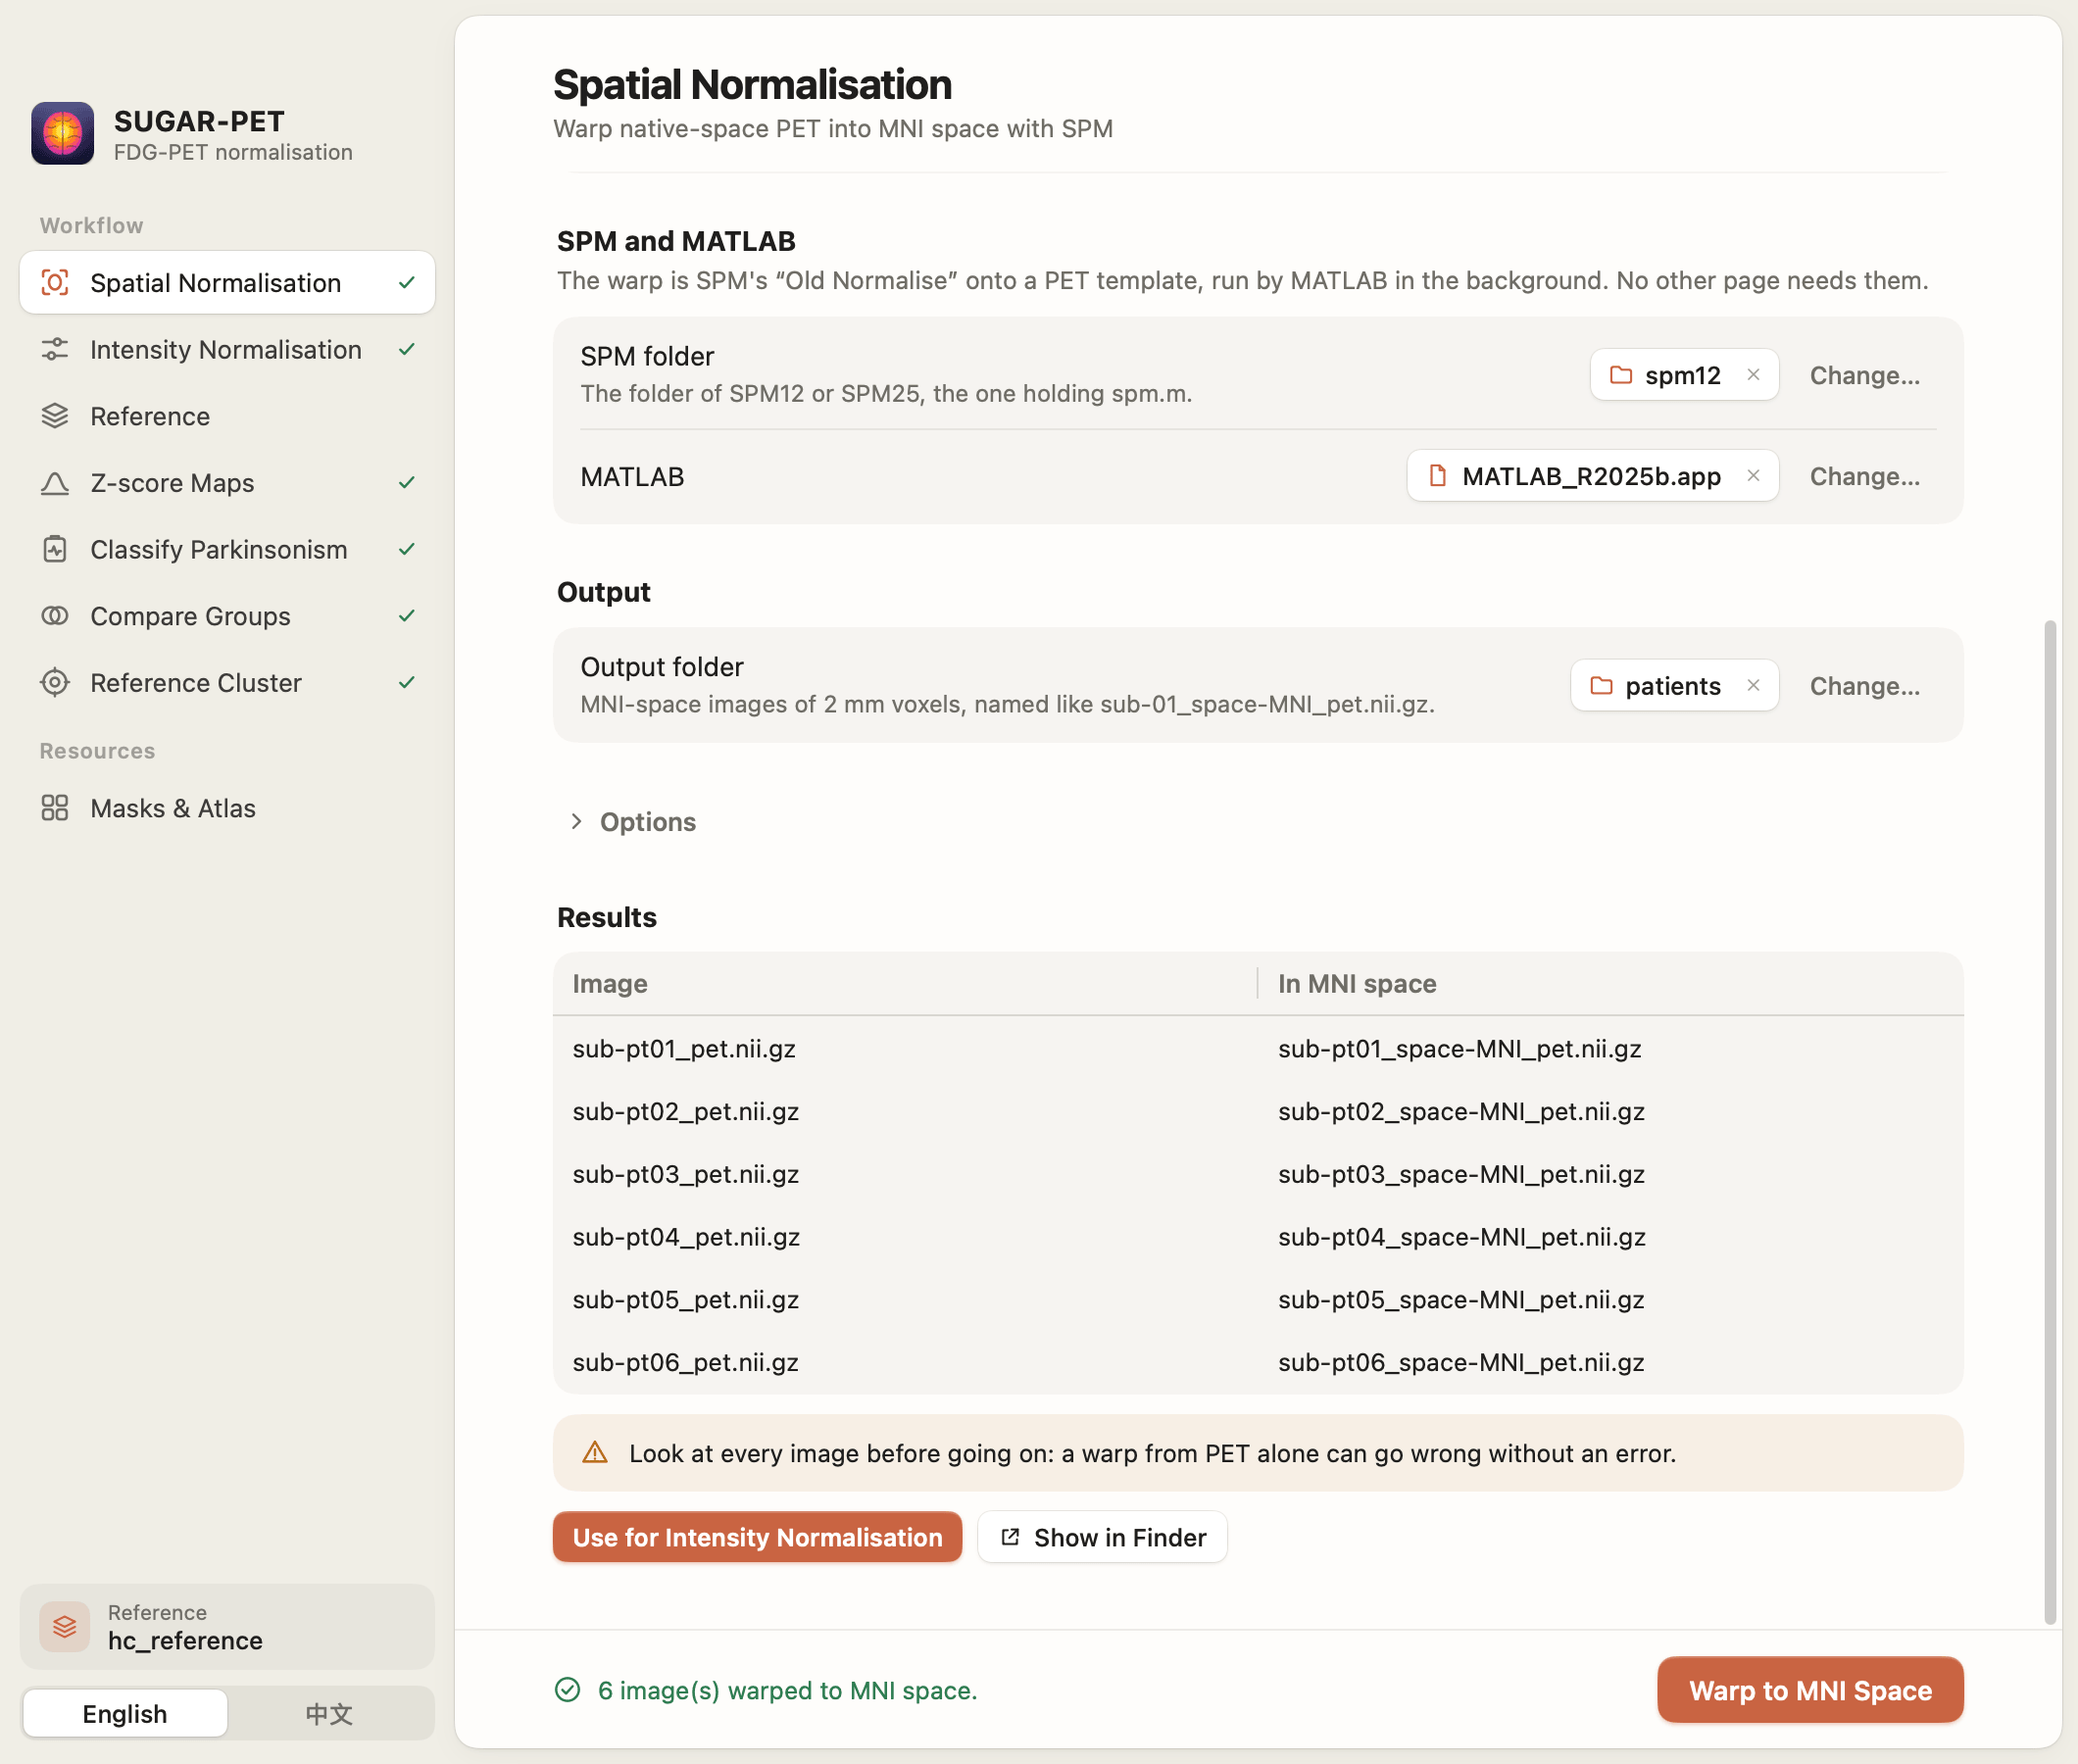 SUGAR-PET
FDG-PET normalisation
Workflow
Spatial Normalisation
Intensity Normalisation
Reference
Z-score Maps
Classify Parkinsonism
Compare Groups
Reference Cluster
Resources
Masks & Atlas
Reference
hc_reference
English
中文
Spatial Normalisation
Warp native-space PET into MNI space with SPM
SPM and MATLAB
The warp is SPM's “Old Normalise” onto a PET template, run by MATLAB in the background. No other page needs them.
SPM folder
The folder of SPM12 or SPM25, the one holding spm.m.
spm12
Change...
MATLAB
MATLAB_R2025b.app
Change...
Output
Output folder
MNI-space images of 2 mm voxels, named like sub-01_space-MNI_pet.nii.gz.
patients
Change...
Options
Results
Image In MNI space
sub-pt01_pet.nii.gz sub-pt01_space-MNI_pet.nii.gz
sub-pt02_pet.nii.gz sub-pt02_space-MNI_pet.nii.gz
sub-pt03_pet.nii.gz sub-pt03_space-MNI_pet.nii.gz
sub-pt04_pet.nii.gz sub-pt04_space-MNI_pet.nii.gz
sub-pt05_pet.nii.gz sub-pt05_space-MNI_pet.nii.gz
sub-pt06_pet.nii.gz sub-pt06_space-MNI_pet.nii.gz
Look at every image before going on: a warp from PET alone can go wrong without an error.
Use for Intensity Normalisation
Show in Finder
6 image(s) warped to MNI space.
Warp to MNI Space